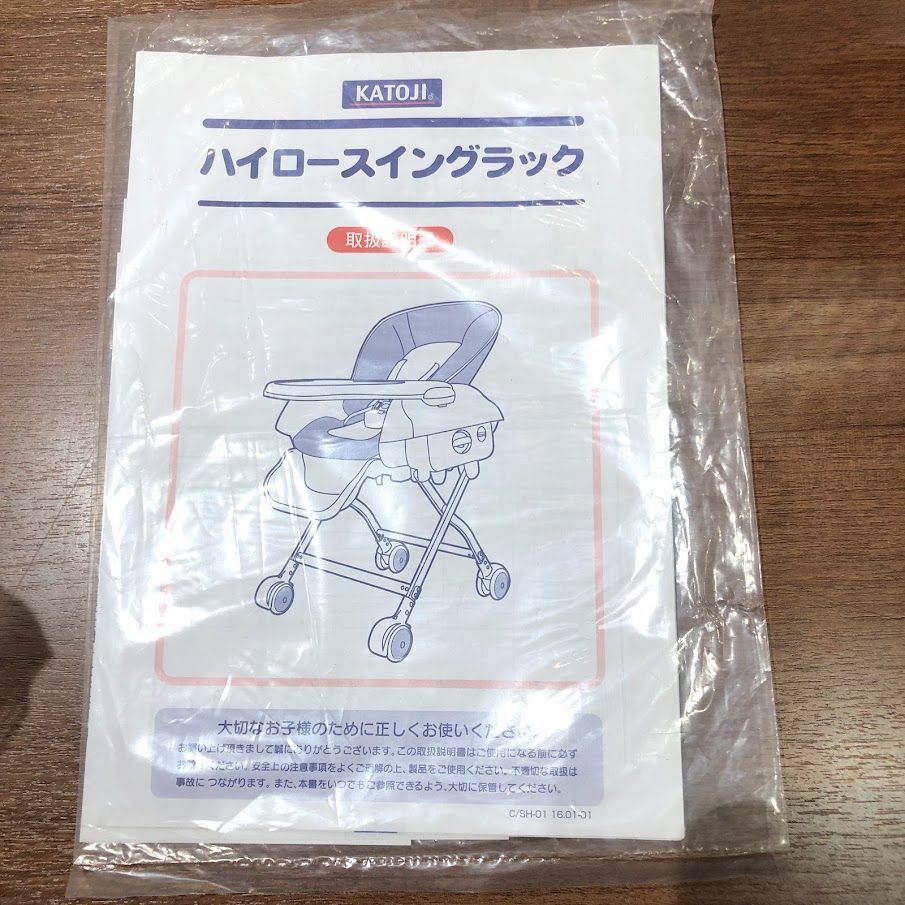 KATOJI
ハイロースイングラック
取扱説明書
大切なお子様のために正しくお使いください。
お買い上げ頂きまして誠にありがとうございます。この取扱説明書はご使用になる前に必ず
ください。安全上の注意事項をよくご理解の上、製品をご使用ください。不適切な取扱は
事故に つながります。また、本書をいつでもご参照できるよう、大切に保管してください。
C/SH-01 16.01-31